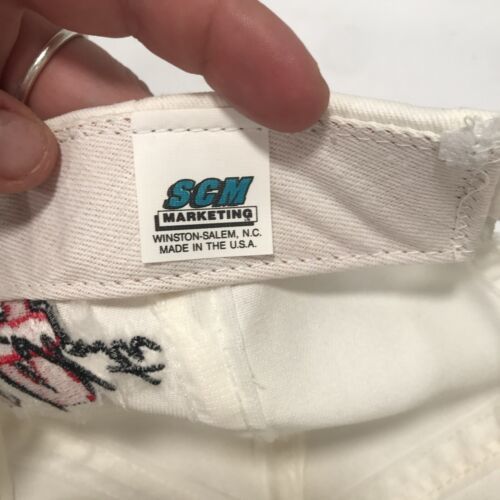 SCM
MARKETING
WINSTON-SALEM, N.C.
MADE IN THE U.S.A.